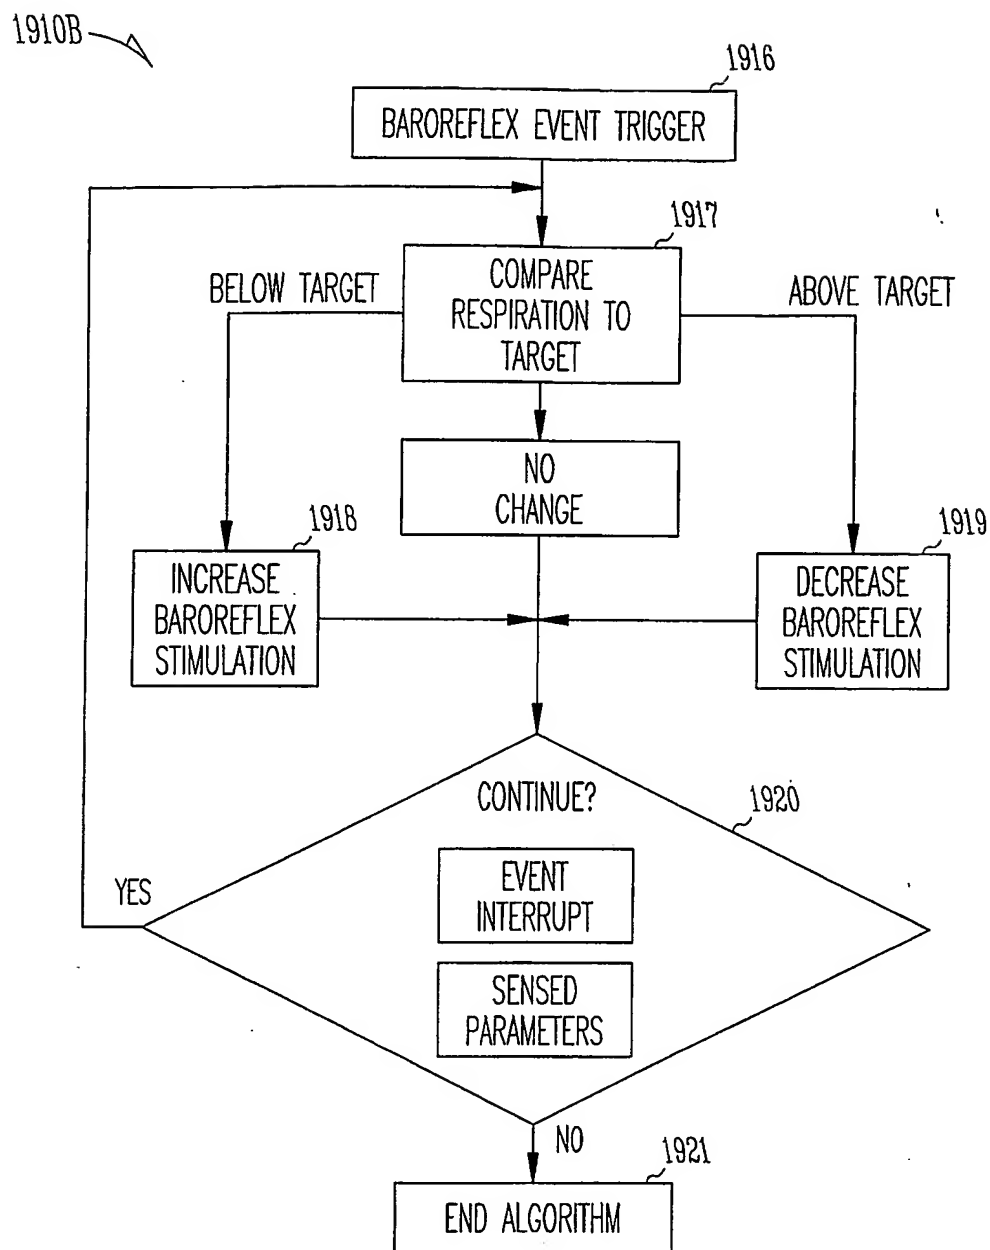 1910B
1916
BAROREFLEX EVENT TRIGGER
1917
COMPARE
RESPIRATION TO
TARGET
BELOW TARGET
ABOVE TARGET
NO
CHANGE
1918
INCREASE
BAROREFLEX
STIMULATION
1919
DECREASE
BAROREFLEX
STIMULATION
CONTINUE?
1920
EVENT
INTERRUPT
SENSED
PARAMETERS
YES
NO
1921
END ALGORITHM